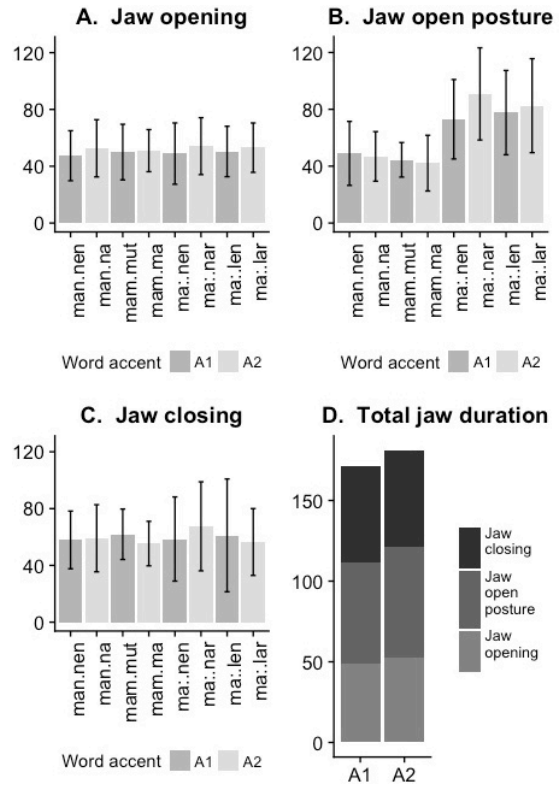 A. Jaw opening
120
80
40
0
man.nen
man.na
mam.mut
mam.ma
ma:.nen
ma:.nar
ma:.len
ma:.lar
Word accent A1 A2
B. Jaw open posture
120
80
40
0
man.nen
man.na
mam.mut
mam.ma
ma:.nen
ma:.nar
ma:.len
ma:.lar
Word accent A1 A2
C. Jaw closing
120
80
40
0
man.nen
man.na
mam.mut
mam.ma
ma:.nen
ma:.nar
ma:.len
ma:.lar
Word accent A1 A2
D. Total jaw duration
150
100
50
0
A1 A2
Jaw
closing
Jaw
open
posture
Jaw
opening